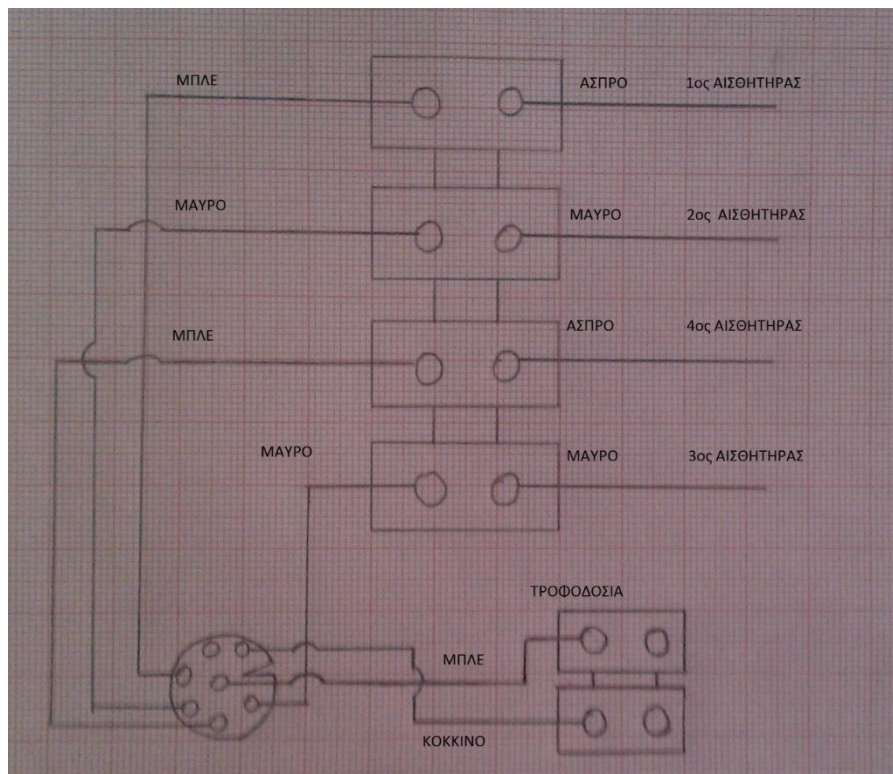 ΜΠΛΕ ΑΣΠΡΟ 1ος ΑΙΣΘΗΤΗΡΑΣ
ΜΑΥΡΟ ΜΑΥΡΟ 2ος ΑΙΣΘΗΤΗΡΑΣ
ΜΠΛΕ ΑΣΠΡΟ 4ος ΑΙΣΘΗΤΗΡΑΣ
ΜΑΥΡΟ ΜΑΥΡΟ 3ος ΑΙΣΘΗΤΗΡΑΣ
ΤΡΟΦΟΔΟΣΙΑ
ΜΠΛΕ
ΚΟΚΚΙΝΟ